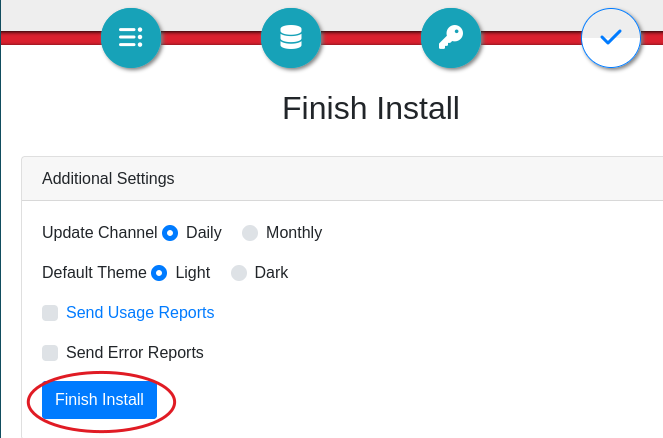 Finish Install
Additional Settings
Update Channel Daily Monthly
Default Theme Light Dark
Send Usage Reports
Send Error Reports
Finish Install